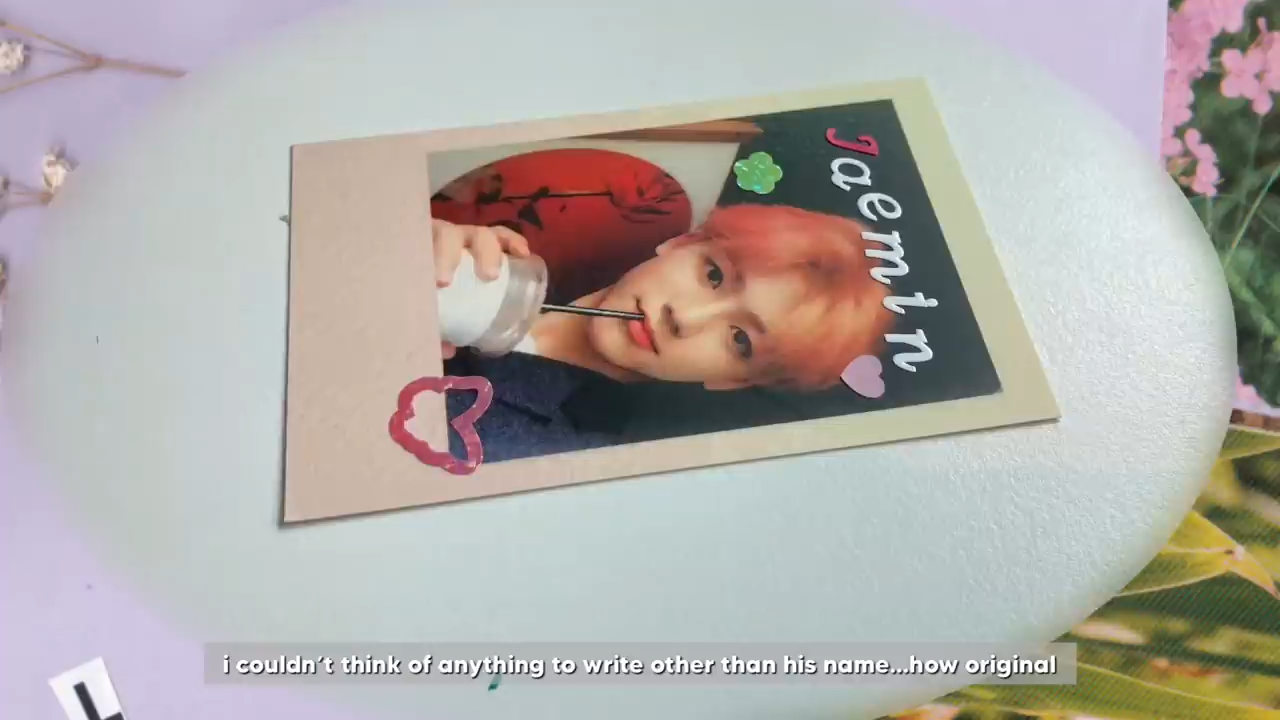 Jaemin
i couldn't think of anything to write other than his name...how original
L